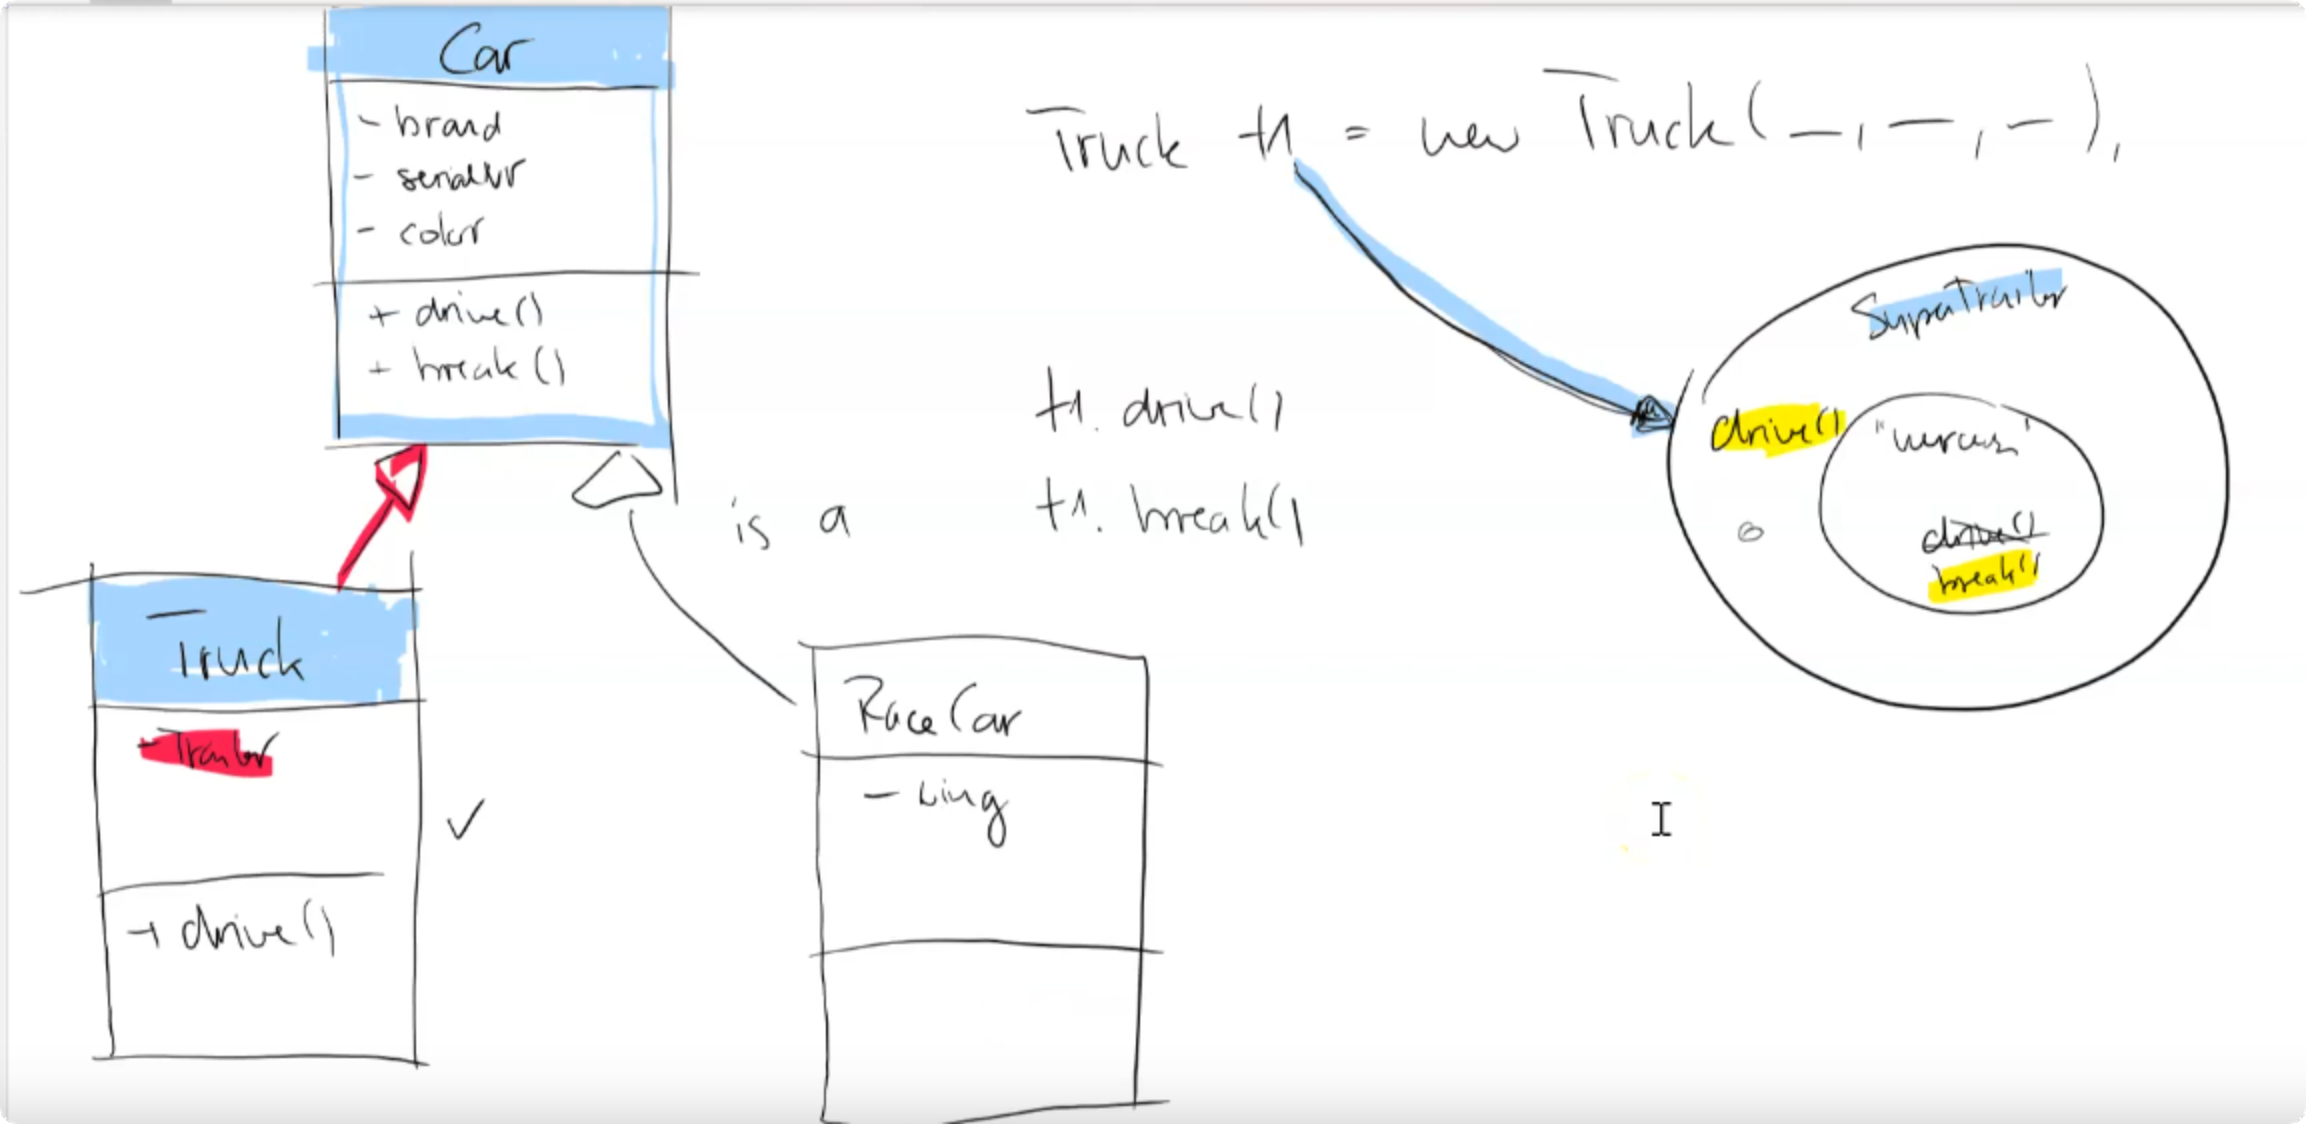 Car
- brand
- serialNr
- color
+ drive()
+ break()
Truck t1 = new Truck(—, —, —);
SuperTrailer
drive()
drive()
break()
t1. drive()
t1. break()
is a
Truck
- Trailer
+ drive()
RaceCar
- wing